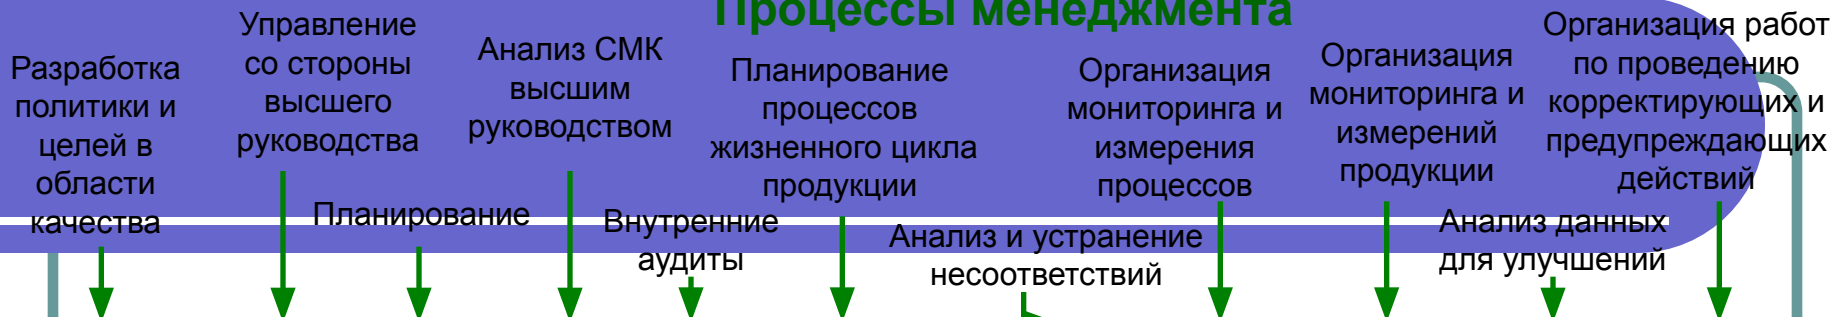 Процессы менеджмента
Разработка
политики и
целей в
области
качества
Управление
со стороны
высшего
руководства
Планирование
Анализ СМК
высшим
руководством
Внутренние
аудиты
Планирование
процессов
жизненного цикла
продукции
Анализ и устранение
несоответствий
Организация
мониторинга и
измерения
процессов
Организация
мониторинга и
измерений
продукции
Анализ данных
для улучшений
Организация работ
по проведению
корректирующих и
предупреждающих
действий